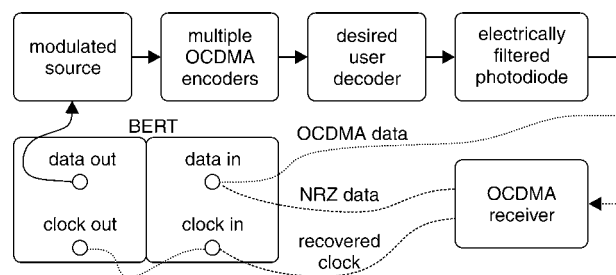 modulated
source
multiple
OCDMA
encoders
desired
user
decoder
electrically
filtered
photodiode
BERT
data out
data in
clock out
clock in
OCDMA data
NRZ data
recovered
clock
OCDMA
receiver